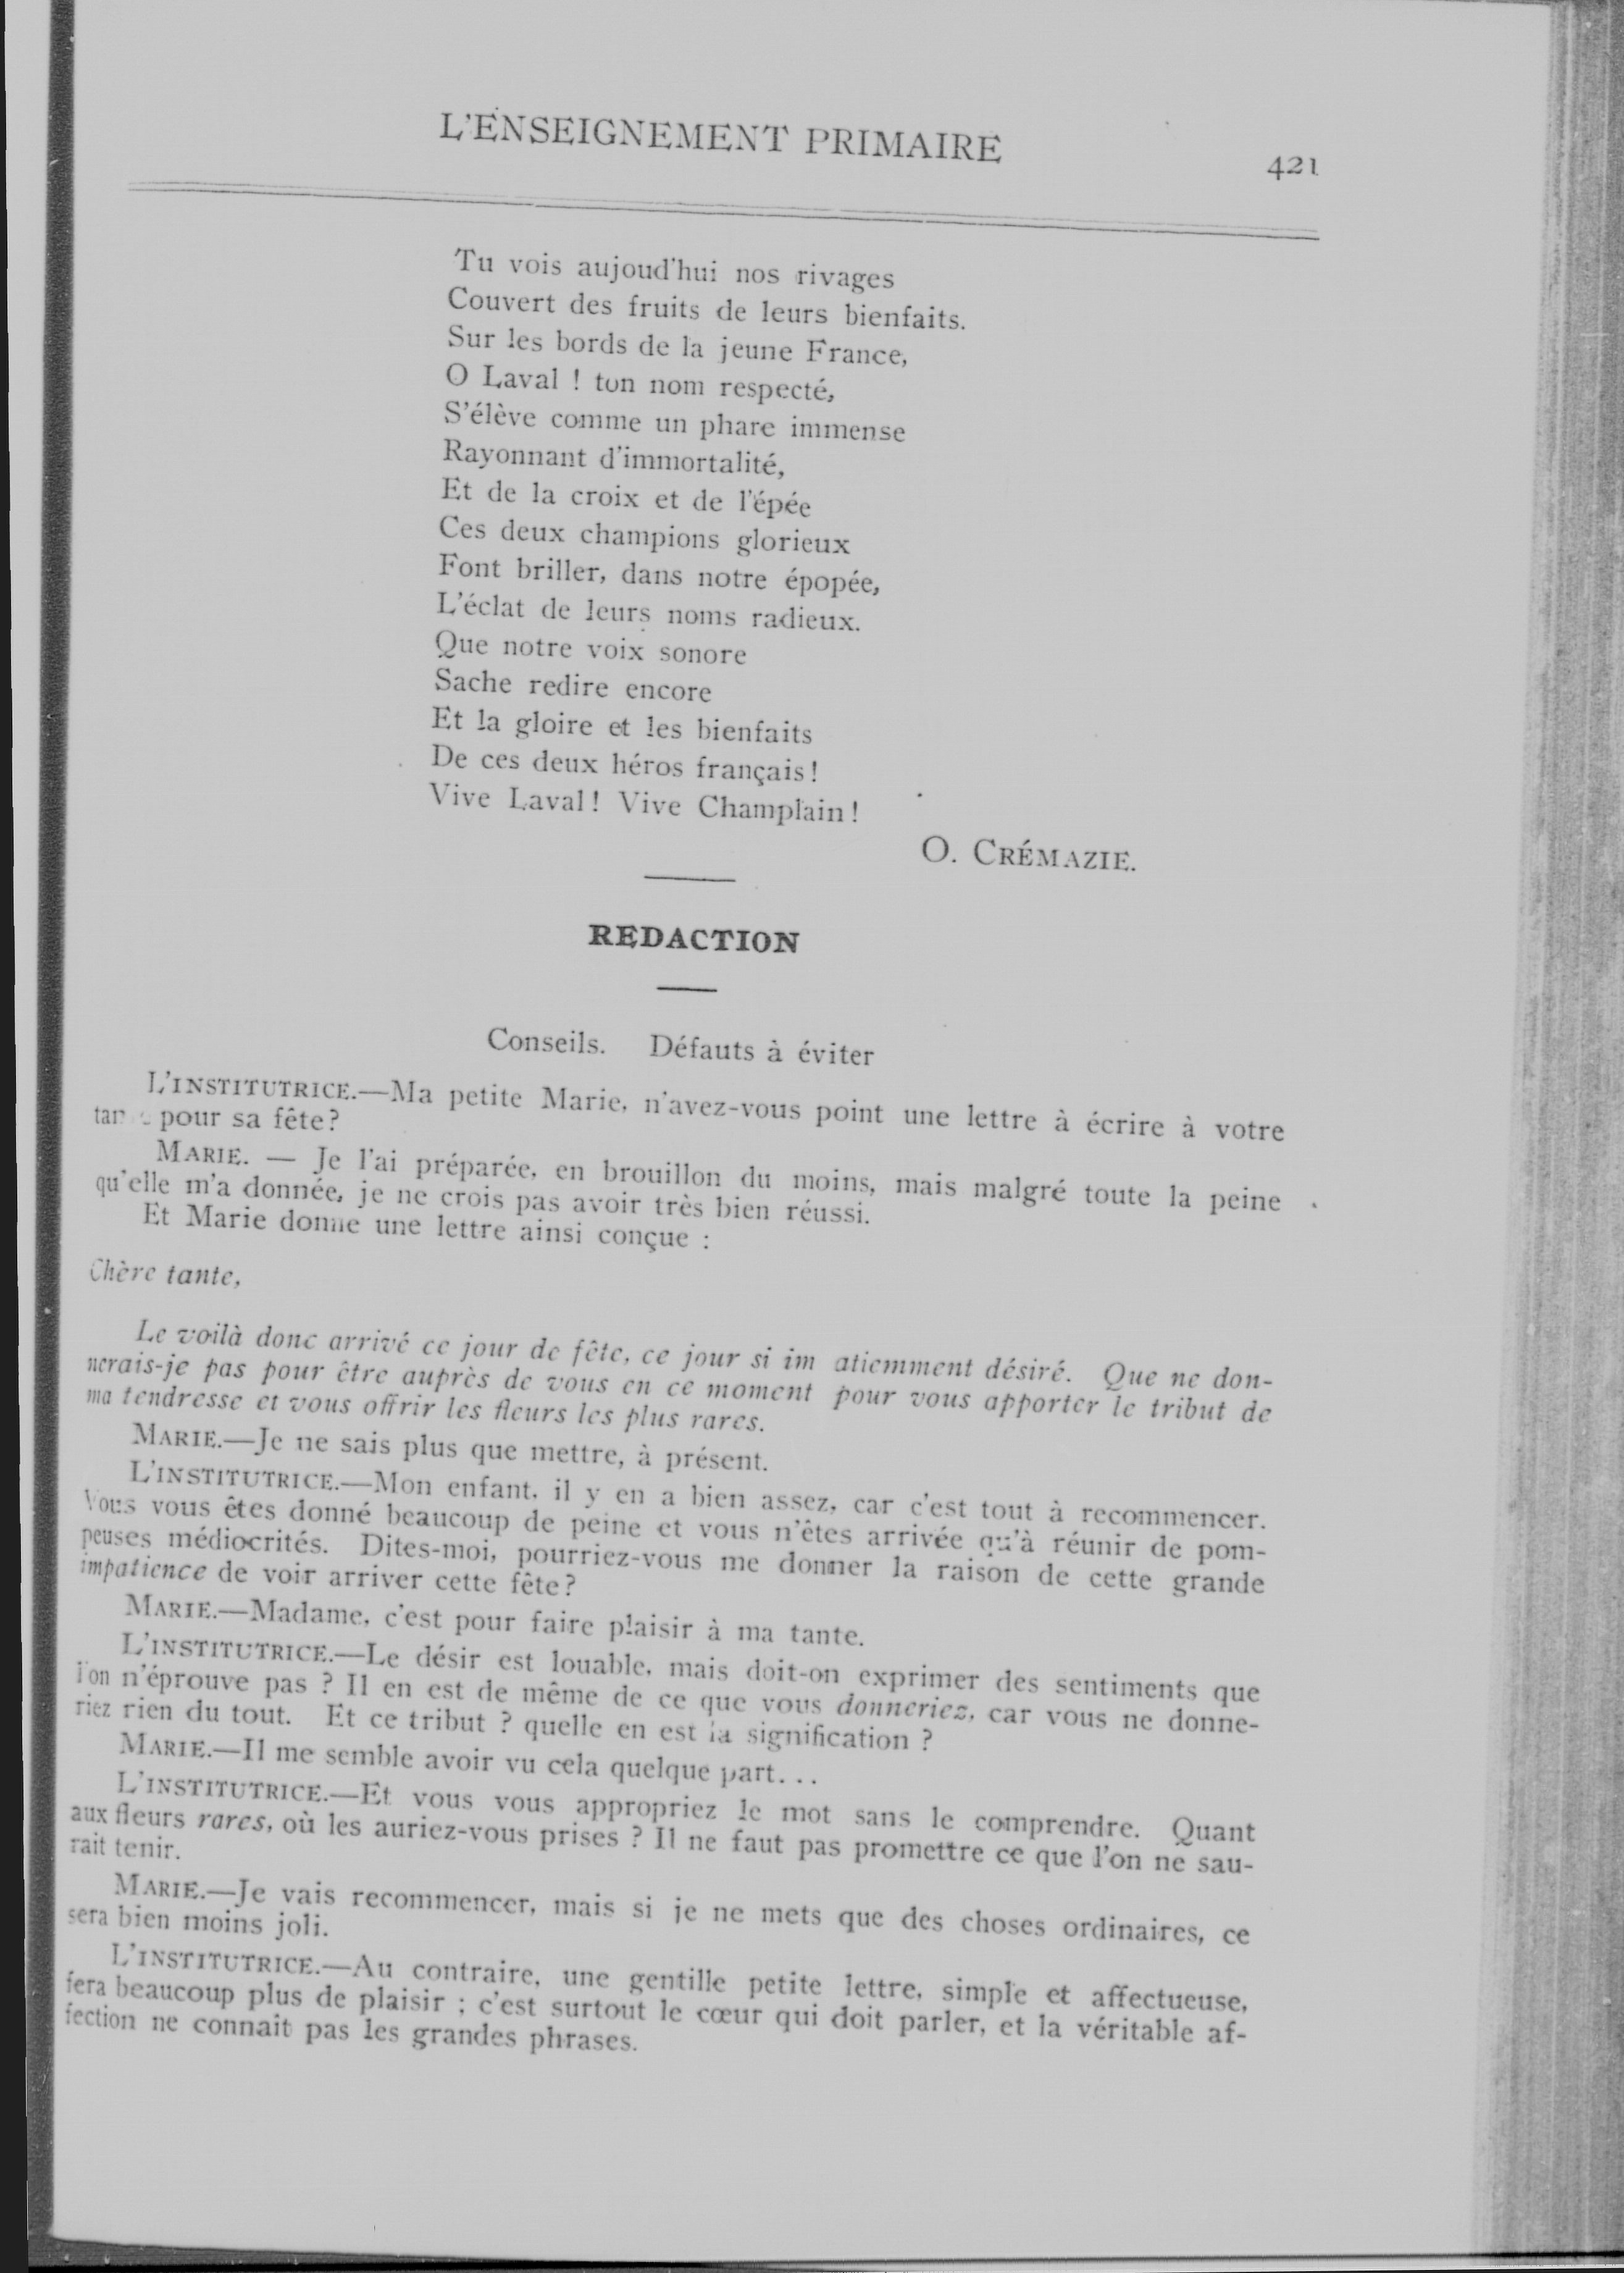 L'ENSEIGNEMENT PRIMAIRE 421
Tu vois aujoud'hui nos rivages
Couvert des fruits de leurs bienfaits.
Sur les bords de la jeune France,
O Laval ! ton nom respecté,
S'élève comme un phare immense
Rayonnant d'immortalité,
Et de la croix et de l'épée
Ces deux champions glorieux
Font briller, dans notre épopée,
L'éclat de leurs noms radieux.
Que notre voix sonore
Sache redire encore
Et la gloire et les bienfaits
De ces deux héros français!
Vive Laval! Vive Champlain!
O. CRÉMAZIE.
REDACTION
Conseils. Défauts à éviter
L'INSTITUTRICE.—Ma petite Marie, n'avez-vous point une lettre à écrire à votre
pour sa fête?
MARIE. — Je l'ai préparée, en brouillon du moins, mais malgré toute la peine
qu'elle m'a donnée, je ne crois pas avoir très bien réussi.
Et Marie donne une lettre ainsi conçue :
Chère tante,
Le voilà donc arrivé ce jour de fête, ce jour si im atiemment désiré. Que ne don-
nerais-je pas pour être auprès de vous en ce moment pour vous apporter le tribut de
ma tendresse et vous offrir les fleurs les plus rares.
MARIE.—Je ne sais plus que mettre, à présent.
L'INSTITUTRICE.—Mon enfant, il y en a bien assez, car c'est tout à recommencer.
Vous vous êtes donné beaucoup de peine et vous n'êtes arrivée qu'à réunir de pom-
peuses médiocrités. Dites-moi, pourriez-vous me donner la raison de cette grande
impatience de voir arriver cette fête?
MARIE.—Madame, c'est pour faire plaisir à ma tante.
L'INSTITUTRICE.—Le désir est louable, mais doit-on exprimer des sentiments que
l'on n'éprouve pas ? Il en est de même de ce que vous donneriez, car vous ne donne-
riez rien du tout. Et ce tribut ? quelle en est la signification ?
MARIE.—Il me semble avoir vu cela quelque part...
L'INSTITUTRICE.—Et vous vous appropriez le mot sans le comprendre. Quant
aux fleurs rares, où les auriez-vous prises ? Il ne faut pas promettre ce que l'on ne sau-
rait tenir.
MARIE.—Je vais recommencer, mais si je ne mets que des choses ordinaires, ce
sera bien moins joli.
L'INSTITUTRICE.—Au contraire, une gentille petite lettre, simple et affectueuse,
fera beaucoup plus de plaisir ; c'est surtout le cœur qui doit parler, et la véritable af-
fection ne connait pas les grandes phrases.